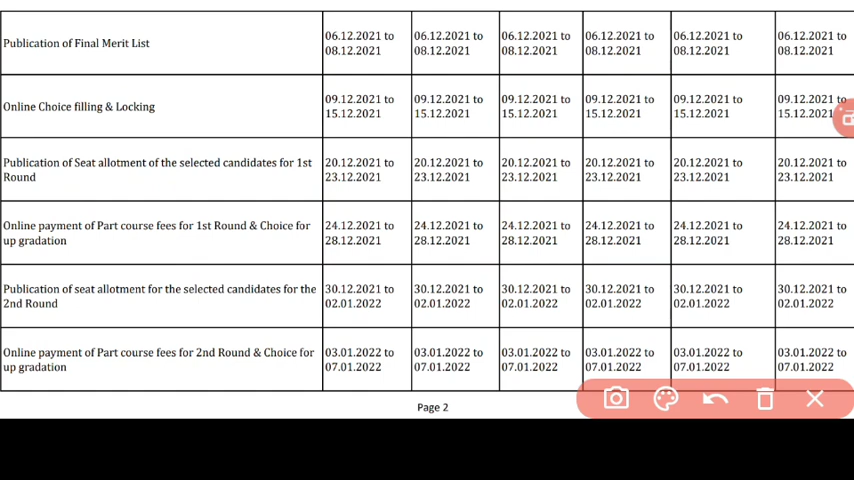 Publication of Final Merit List
06.12.2021 to 06.12.2021 to 06.12.2021 to 06.12.2021 to 06.12.2021 to 06.12.2021 to
08.12.2021 08.12.2021 08.12.2021 08.12.2021 08.12.2021 08.12.2021
Online Choice filling & Locking
09.12.2021 to 09.12.2021 to 09.12.2021 to 09.12.2021 to 09.12.2021 to 09.12.2021 to
15.12.2021 15.12.2021 15.12.2021 15.12.2021 15.12.2021 15.12.2021
Publication of Seat allotment of the selected candidates for 1st
Round
20.12.2021 to 20.12.2021 to 20.12.2021 to 20.12.2021 to 20.12.2021 to 20.12.2021 to
23.12.2021 23.12.2021 23.12.2021 23.12.2021 23.12.2021 23.12.2021
Online payment of Part course fees for 1st Round & Choice for
up gradation
24.12.2021 to 24.12.2021 to 24.12.2021 to 24.12.2021 to 24.12.2021 to 24.12.2021 to
28.12.2021 28.12.2021 28.12.2021 28.12.2021 28.12.2021 28.12.2021
Publication of seat allotment for the selected candidates for the
2nd Round
30.12.2021 to 30.12.2021 to 30.12.2021 to 30.12.2021 to 30.12.2021 to 30.12.2021 to
02.01.2022 02.01.2022 02.01.2022 02.01.2022 02.01.2022 02.01.2022
Online payment of Part course fees for 2nd Round & Choice for
up gradation
03.01.2022 to 03.01.2022 to 03.01.2022 to 03.01.2022 to 03.01.2022 to 03.01.2022 to
07.01.2022 07.01.2022 07.01.2022 07.01.2022 07.01.2022 07.01.2022
Page 2